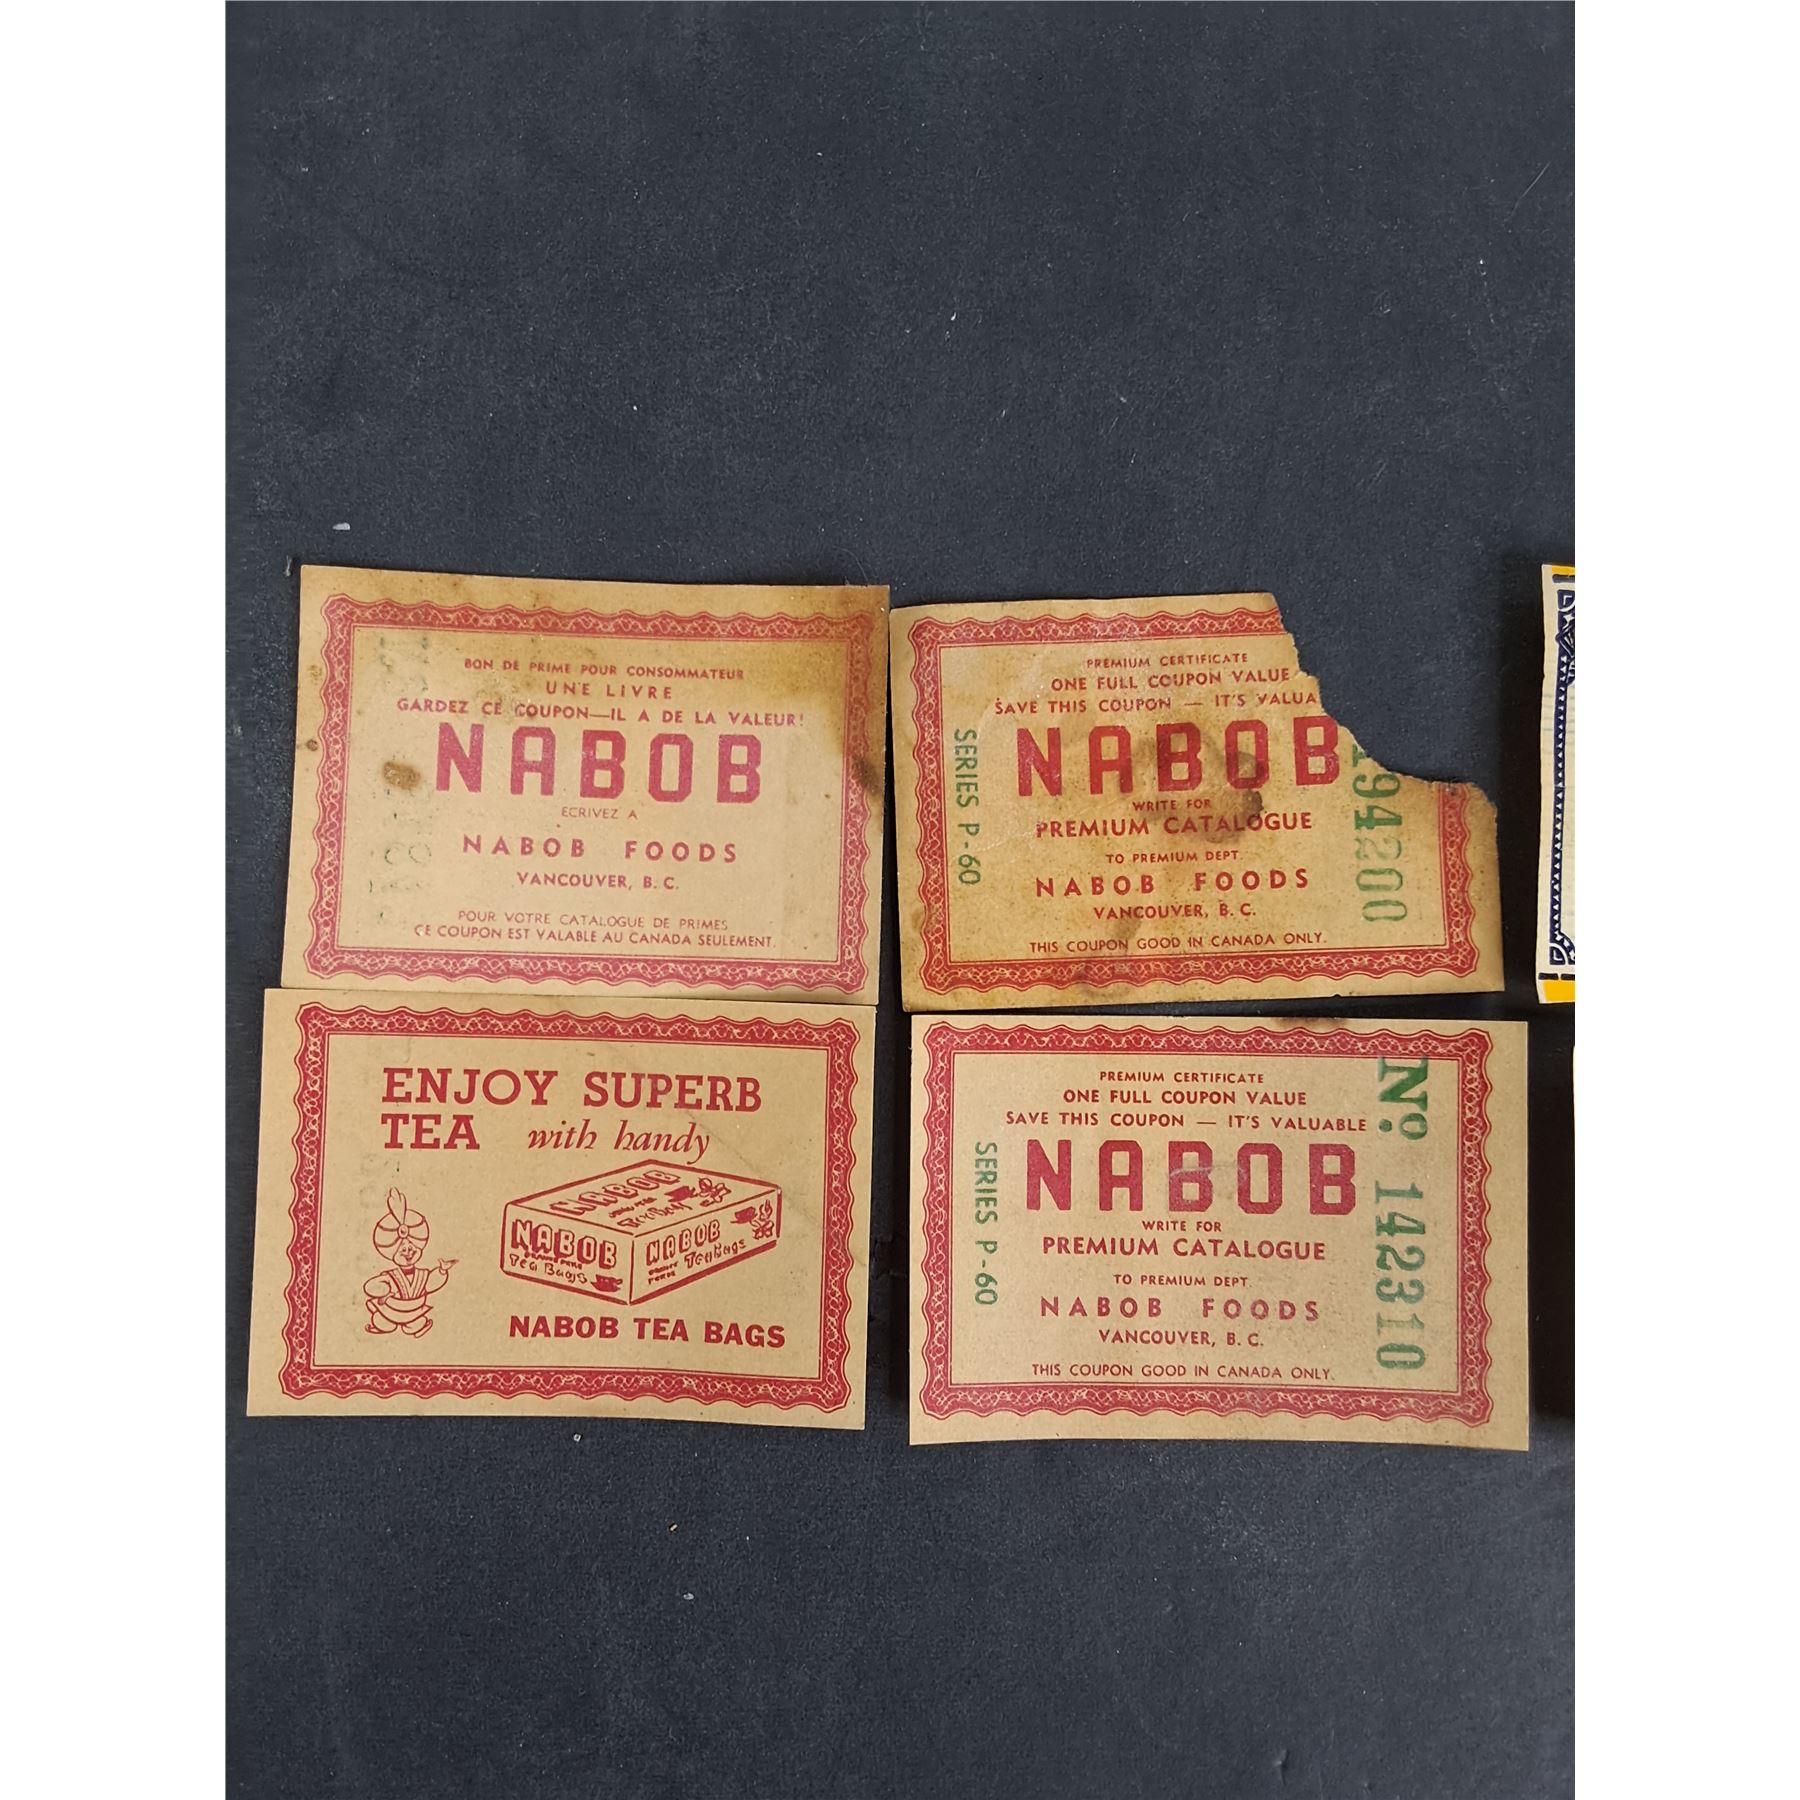 BON DE PRIME POUR CONSOMMATEUR
UNE LIVRE
GARDEZ CE COUPON—IL A DE LA VALEUR!
NABOB
ECRIVEZ A
NABOB FOODS
VANCOUVER, B. C.
POUR VOTRE CATALOGUE DE PRIMES
CE COUPON EST VALABLE AU CANADA SEULEMENT.
PREMIUM CERTIFICATE
ONE FULL COUPON VALUE
SAVE THIS COUPON — IT'S VALUA
NABOB
WRITE FOR
PREMIUM CATALOGUE
TO PREMIUM DEPT.
NABOB FOODS
VANCOUVER, B. C.
THIS COUPON GOOD IN CANADA ONLY.
SERIES P-60
194200
ENJOY SUPERB
TEA with handy
NABOB
Tea Bags
NABOB
Tea Bags
NABOB
TeaBags
NABOB TEA BAGS
PREMIUM CERTIFICATE
ONE FULL COUPON VALUE
SAVE THIS COUPON — IT'S VALUABLE
NABOB
WRITE FOR
PREMIUM CATALOGUE
TO PREMIUM DEPT.
NABOB FOODS
VANCOUVER, B. C.
THIS COUPON GOOD IN CANADA ONLY.
SERIES P-60
No. 142310